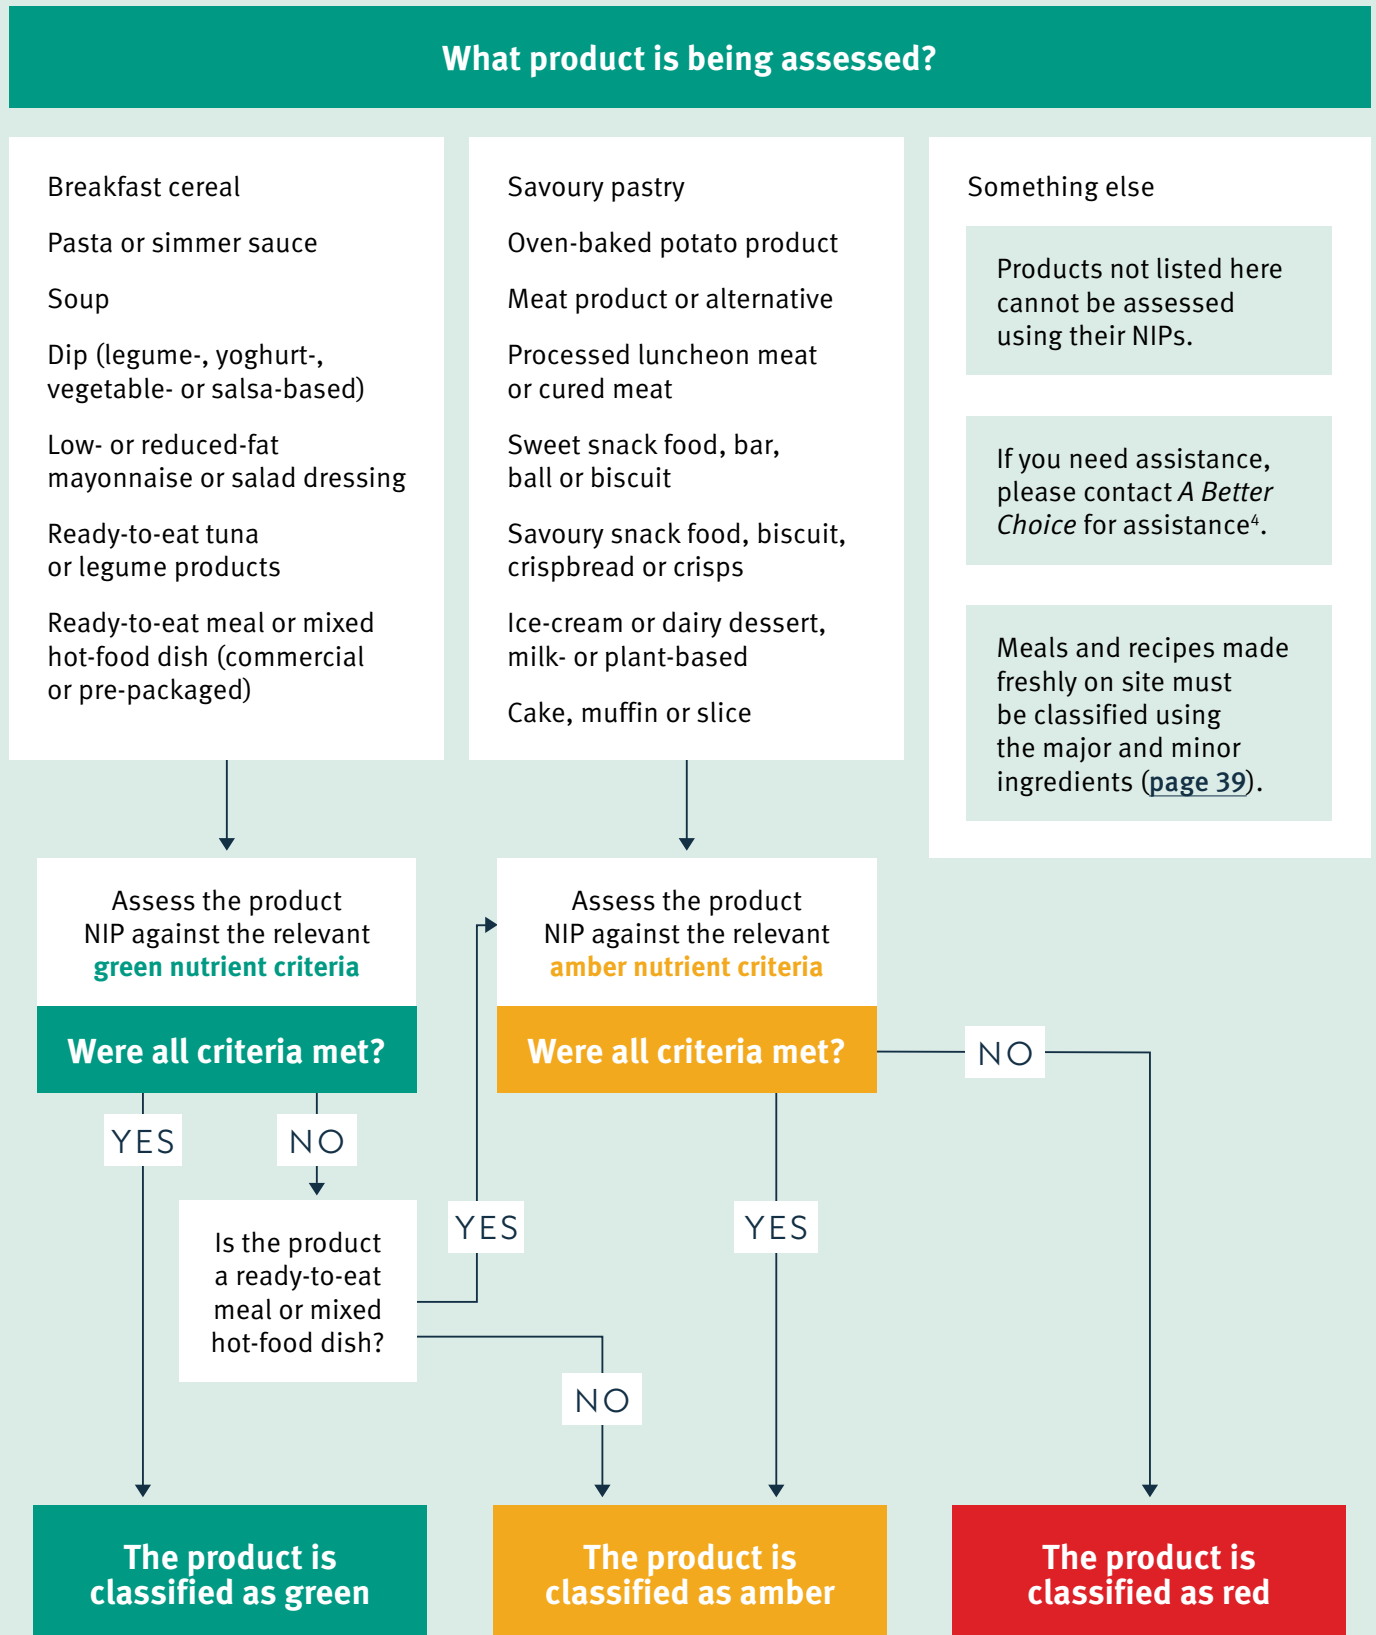 What product is being assessed?
Breakfast cereal
Pasta or simmer sauce
Soup
Dip (legume-, yoghurt-,
vegetable- or salsa-based)
Low- or reduced-fat
mayonnaise or salad dressing
Ready-to-eat tuna
or legume products
Ready-to-eat meal or mixed
hot-food dish (commercial
or pre-packaged)
Savoury pastry
Oven-baked potato product
Meat product or alternative
Processed luncheon meat
or cured meat
Sweet snack food, bar,
ball or biscuit
Savoury snack food, biscuit,
crispbread or crisps
Ice-cream or dairy dessert,
milk- or plant-based
Cake, muffin or slice
Something else
Products not listed here
cannot be assessed
using their NIPs.
If you need assistance,
please contact A Better
Choice for assistance⁴.
Meals and recipes made
freshly on site must
be classified using
the major and minor
ingredients (page 39).
Assess the product
NIP against the relevant
green nutrient criteria
Were all criteria met?
Assess the product
NIP against the relevant
amber nutrient criteria
Were all criteria met?
NO
YES
NO
Is the product
a ready-to-eat
meal or mixed
hot-food dish?
YES
YES
NO
The product is
classified as green
The product is
classified as amber
The product is
classified as red